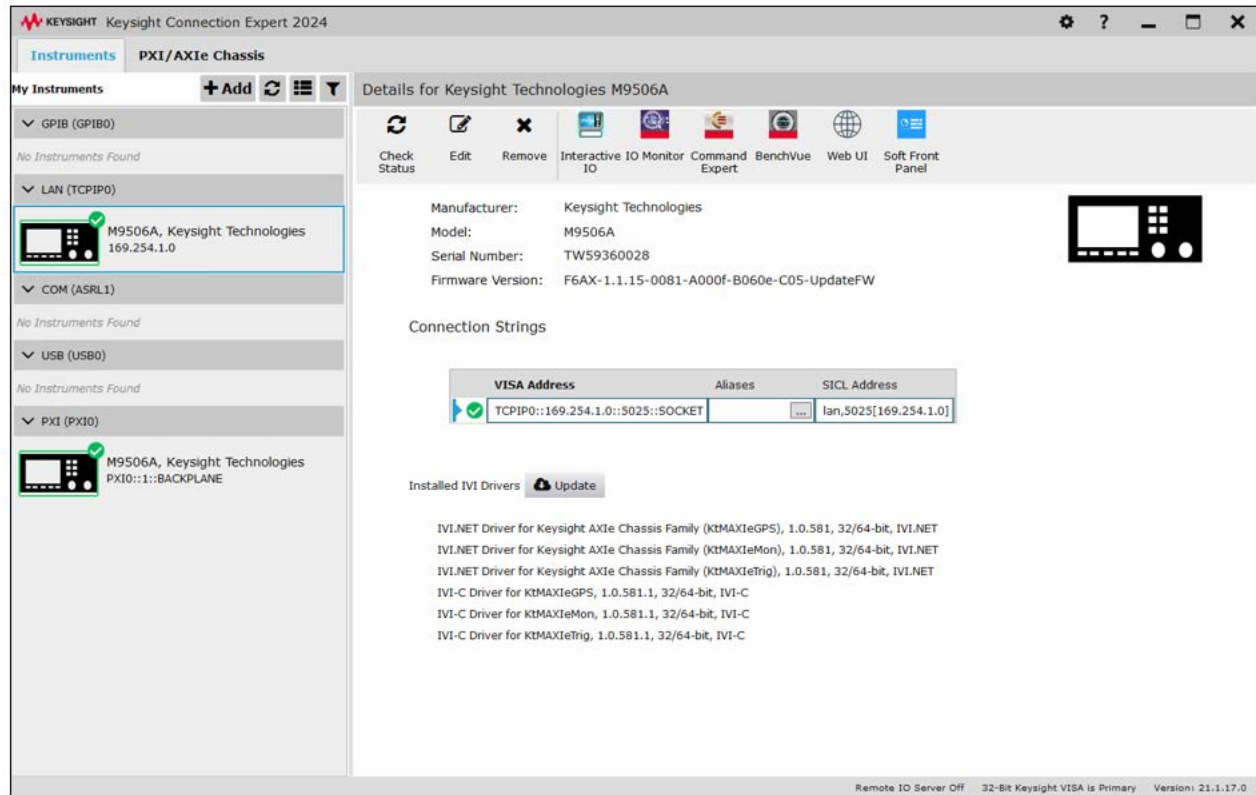 KEYSIGHT Keysight Connection Expert 2024
?
Instruments PXI/AXIe Chassis
My Instruments
+ Add
Details for Keysight Technologies M9506A
GPIB (GPIB0)
No Instruments Found
LAN (TCPIP0)
M9506A, Keysight Technologies
169.254.1.0
COM (ASRL1)
No Instruments Found
USB (USB0)
No Instruments Found
PXI (PXI0)
M9506A, Keysight Technologies
PXI0::1::BACKPLANE
Check Status
Edit
Remove
Interactive IO
IO Monitor
Command Expert
BenchVue
Web UI
Soft Front Panel
Manufacturer: Keysight Technologies
Model: M9506A
Serial Number: TW59360028
Firmware Version: F6AX-1.1.15-0081-A000f-B060e-C05-UpdateFW
Connection Strings
VISA Address Aliases SICL Address
TCPIP0::169.254.1.0::5025::SOCKET ... lan,5025[169.254.1.0]
Installed IVI Drivers Update
IVI.NET Driver for Keysight AXIe Chassis Family (KtMAXIeGPS), 1.0.581, 32/64-bit, IVI.NET
IVI.NET Driver for Keysight AXIe Chassis Family (KtMAXIeMon), 1.0.581, 32/64-bit, IVI.NET
IVI.NET Driver for Keysight AXIe Chassis Family (KtMAXIeTrig), 1.0.581, 32/64-bit, IVI.NET
IVI-C Driver for KtMAXIeGPS, 1.0.581.1, 32/64-bit, IVI-C
IVI-C Driver for KtMAXIeMon, 1.0.581.1, 32/64-bit, IVI-C
IVI-C Driver for KtMAXIeTrig, 1.0.581.1, 32/64-bit, IVI-C
Remote IO Server Off 32-Bit Keysight VISA is Primary Version: 21.1.17.0